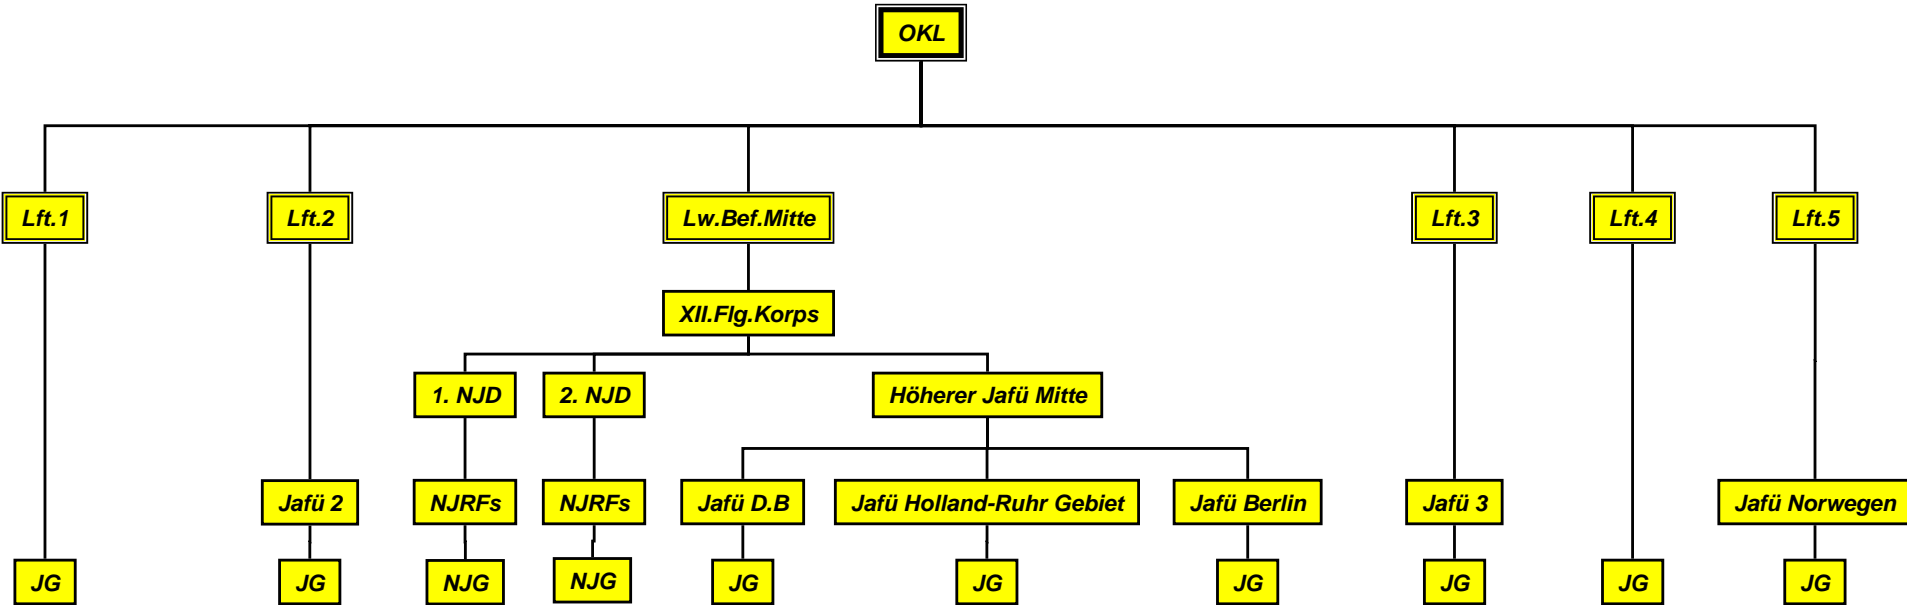 OKL
Lft.1
Lft.2
Lw.Bef.Mitte
Lft.3
Lft.4
Lft.5
XII.Flg.Korps
1. NJD
2. NJD
Höherer Jafü Mitte
Jafü 2
NJRFs
NJRFs
Jafü D.B
Jafü Holland-Ruhr Gebiet
Jafü Berlin
Jafü 3
Jafü Norwegen
JG
JG
NJG
NJG
JG
JG
JG
JG
JG
JG